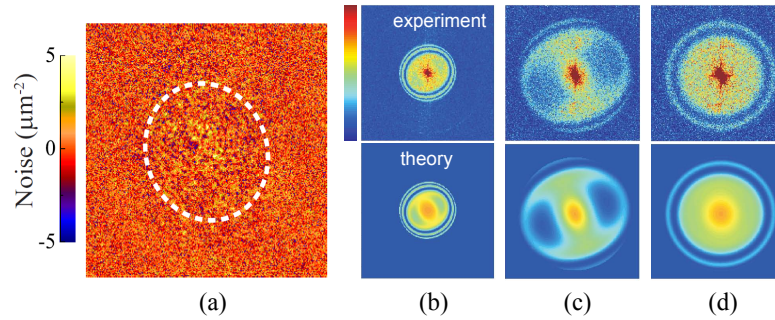 experiment
Noise (μm⁻²)
5
0
-5
theory
(a)
(b)
(c)
(d)